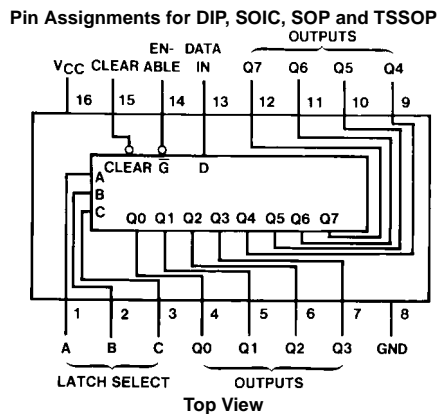 Pin Assignments for DIP, SOIC, SOP and TSSOP
OUTPUTS
EN- DATA
VCC CLEAR ABLE IN Q7 Q6 Q5 Q4
16 15 14 13 12 11 10 9
CLEAR G̅ D
A
B
C
Q0 Q1 Q2 Q3 Q4 Q5 Q6 Q7
1 2 3 4 5 6 7 8
A B C Q0 Q1 Q2 Q3 GND
LATCH SELECT OUTPUTS
Top View